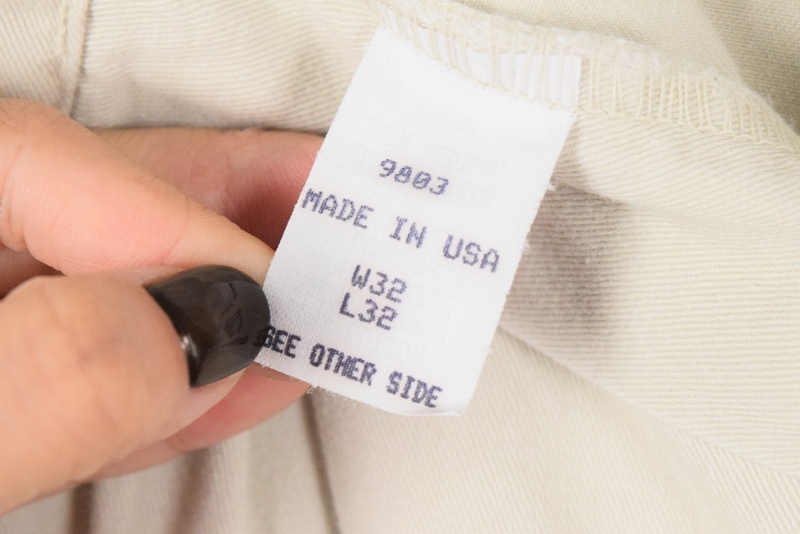 9803
MADE IN USA
W32
L32
SEE OTHER SIDE